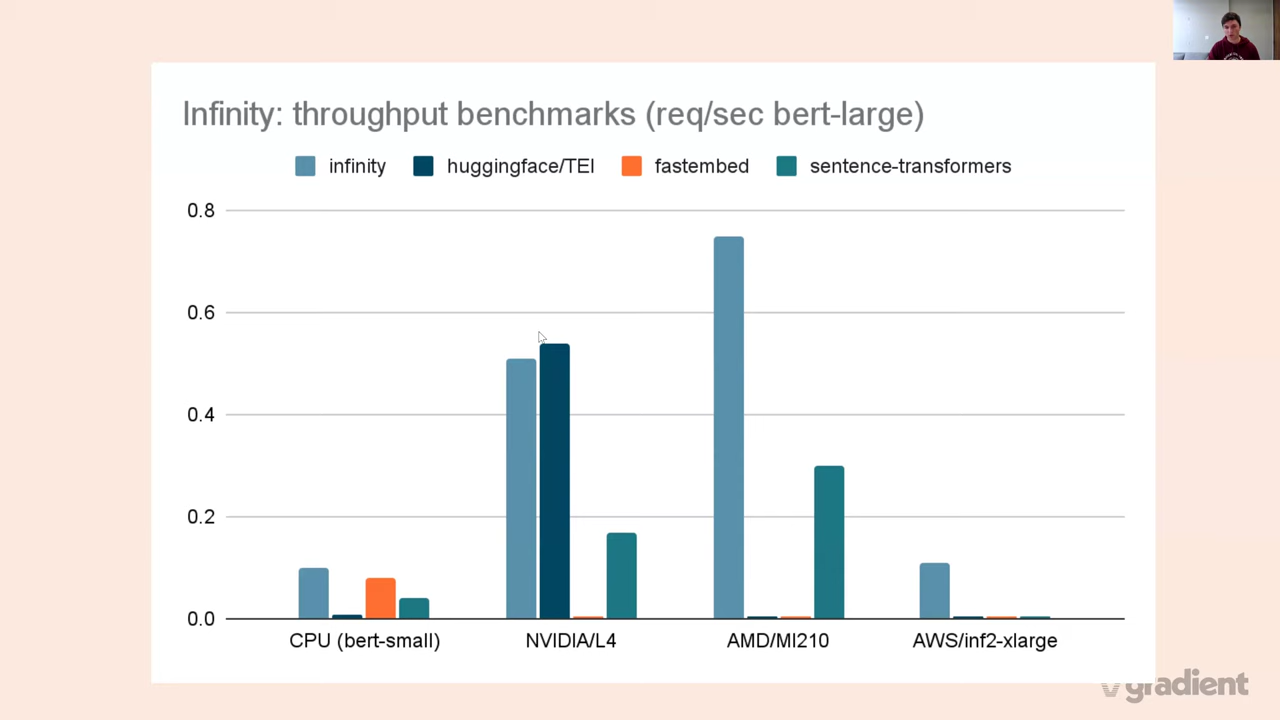 Infinity: throughput benchmarks (req/sec bert-large)
infinity huggingface/TEI fastembed sentence-transformers
0.8
0.6
0.4
0.2
0.0
CPU (bert-small) NVIDIA/L4 AMD/MI210 AWS/inf2-xlarge
gradient